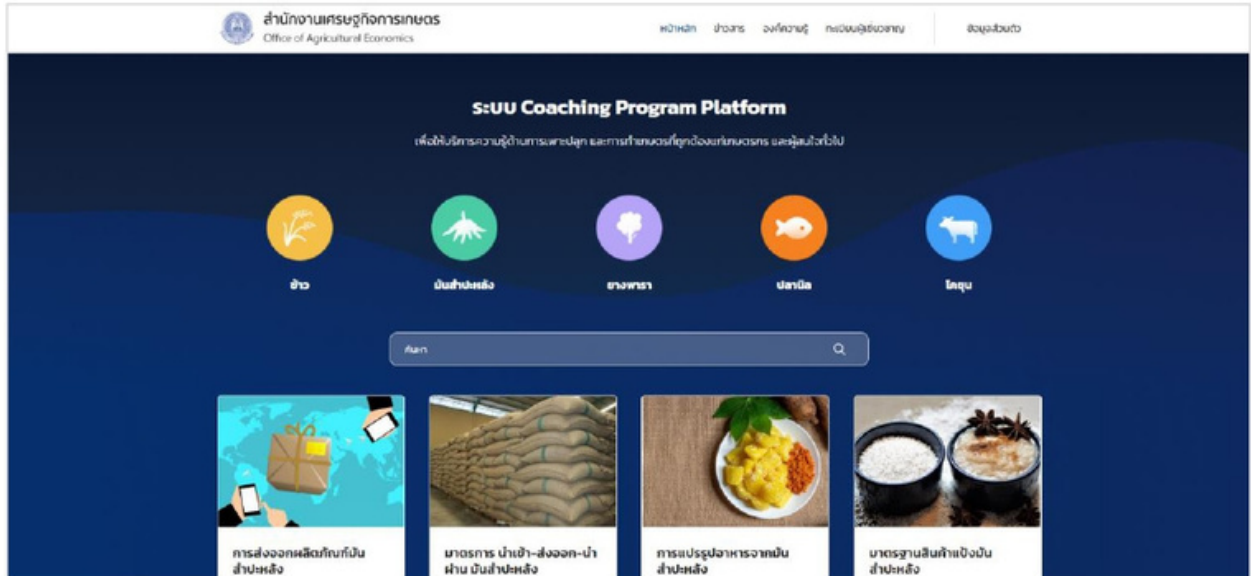 สำนักงานเศรษฐกิจการเกษตร
Office of Agricultural Economics
หน้าหลัก ข่าวสาร องค์ความรู้ ทะเบียนผู้เชี่ยวชาญ ข้อมูลส่วนตัว
ระบบ Coaching Program Platform
เพื่อให้บริการความรู้ด้านการเพาะปลูก และการทำเกษตรที่ถูกต้องแก่เกษตรกร และผู้สนใจทั่วไป
ข้าว มันสำปะหลัง ยางพารา ปลานิล โคขุน
ค้นหา
การส่งออกผลิตภัณฑ์มัน
สำปะหลัง
มาตรการ นำเข้า-ส่งออก-นำ
ผ่าน มันสำปะหลัง
การแปรรูปอาหารจากมัน
สำปะหลัง
มาตรฐานสินค้าแป้งมัน
สำปะหลัง